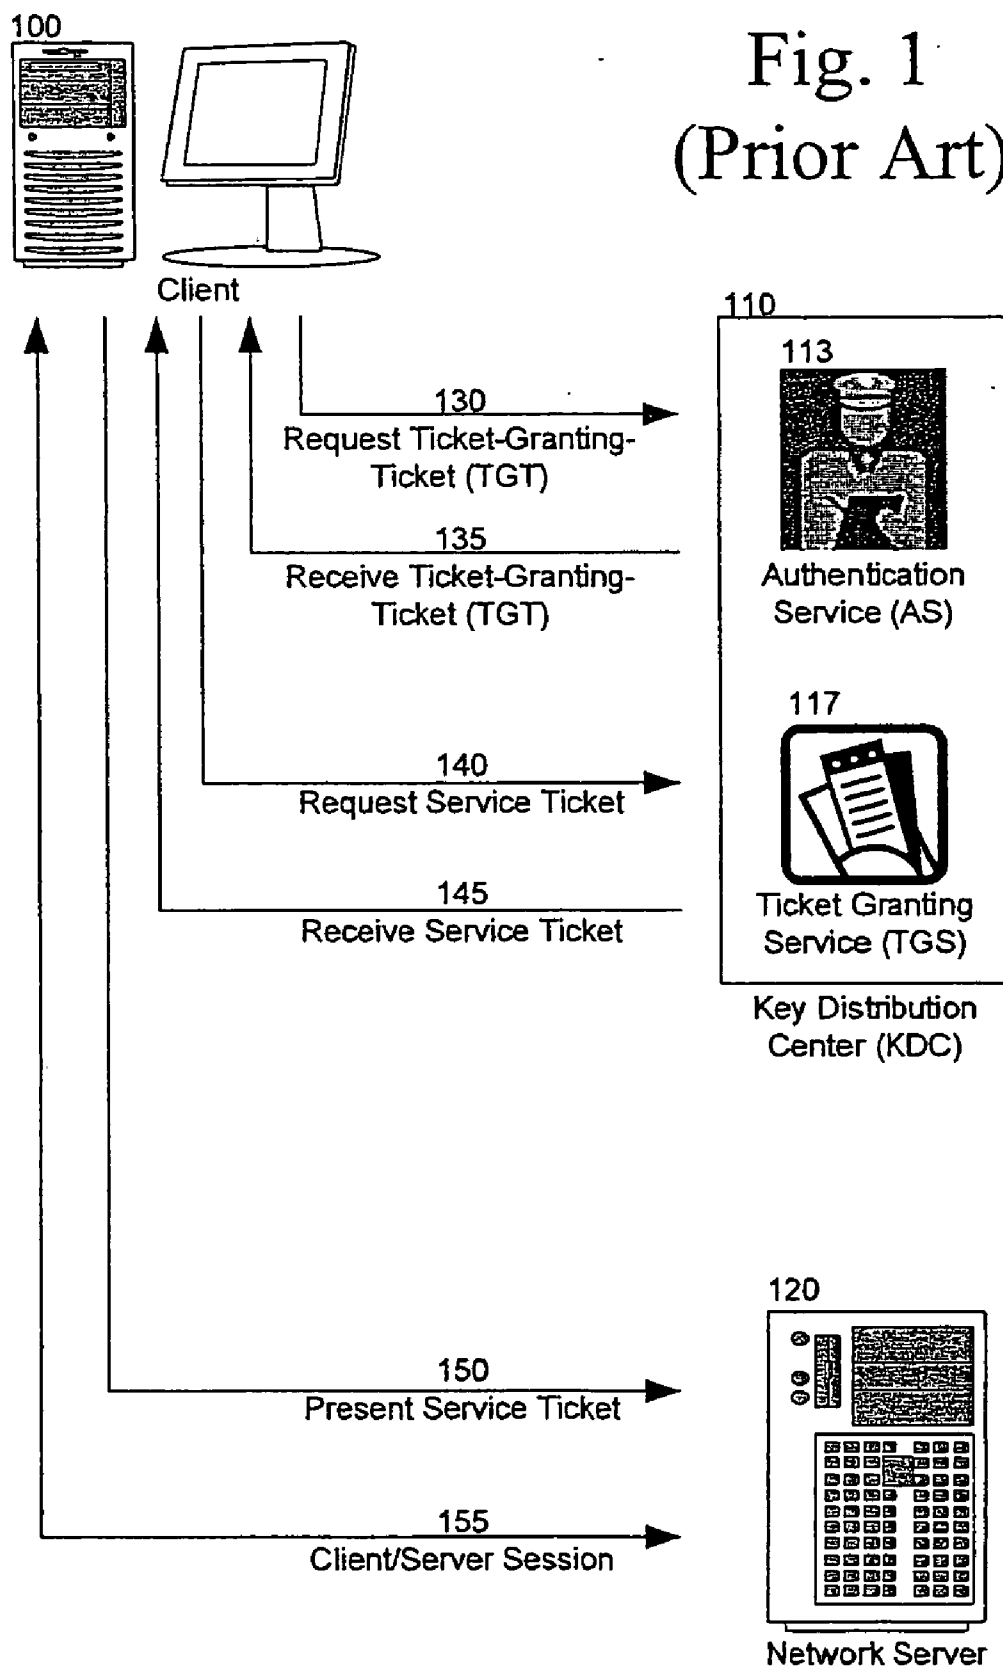 100
Fig. 1
(Prior Art)
Client
110
113
130
Request Ticket-Granting-
Ticket (TGT)
135
Receive Ticket-Granting-
Ticket (TGT)
Authentication
Service (AS)
117
140
Request Service Ticket
145
Receive Service Ticket
Ticket Granting
Service (TGS)
Key Distribution
Center (KDC)
120
150
Present Service Ticket
155
Client/Server Session
Network Server